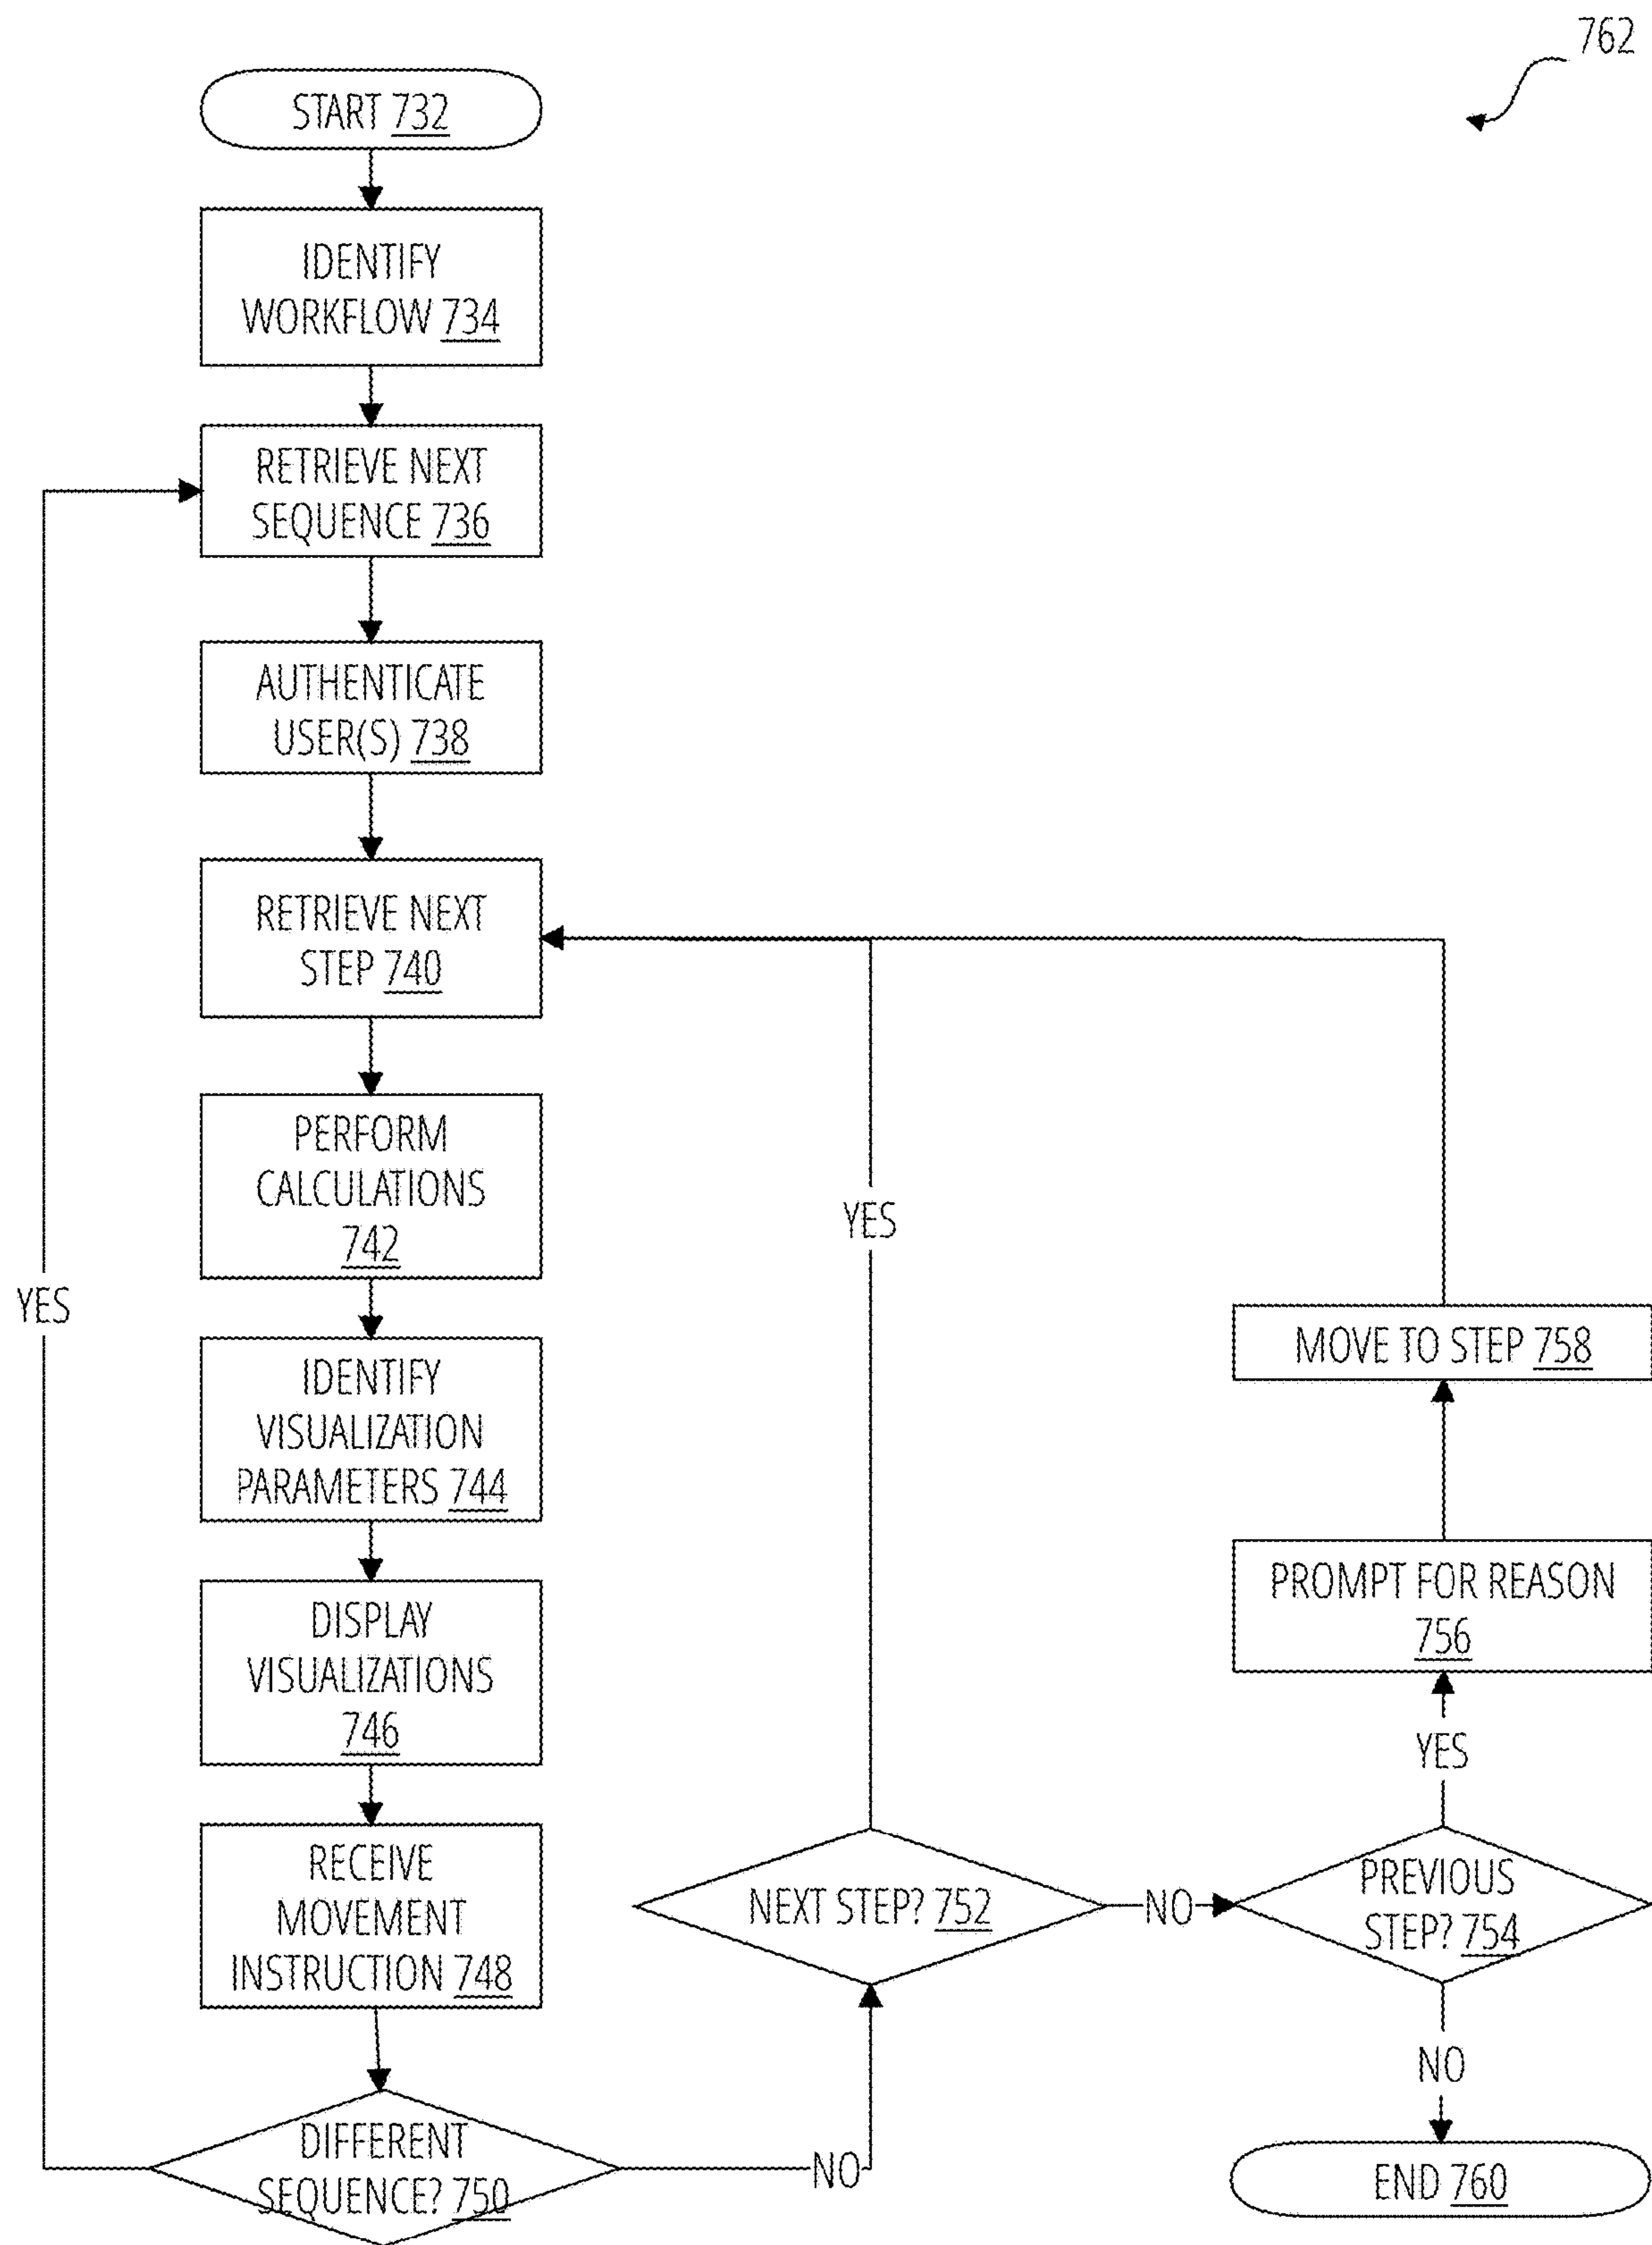 762
START 732
IDENTIFY
WORKFLOW 734
RETRIEVE NEXT
SEQUENCE 736
AUTHENTICATE
USER(S) 738
RETRIEVE NEXT
STEP 740
PERFORM
CALCULATIONS
742
IDENTIFY
VISUALIZATION
PARAMETERS 744
DISPLAY
VISUALIZATIONS
746
RECEIVE
MOVEMENT
INSTRUCTION 748
DIFFERENT
SEQUENCE? 750
YES
NO
NEXT STEP? 752
YES
NO
PREVIOUS
STEP? 754
YES
PROMPT FOR REASON
756
MOVE TO STEP 758
NO
END 760